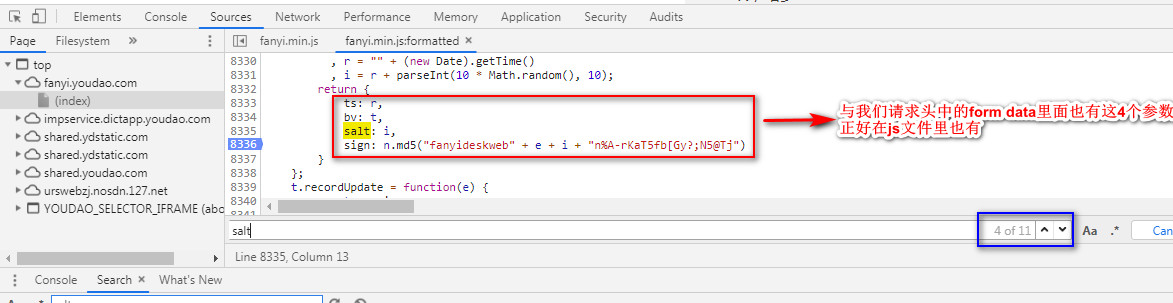 Elements Console Sources Network Performance Memory Application Security Audits
Page Filesystem » fanyi.min.js fanyi.min.js:formatted ×
top
fanyi.youdao.com
(index)
impservice.dictapp.youdao.com
shared.ydstatic.com
shared.ydstatic.com
shared.youdao.com
urswebzj.nosdn.127.net
YOUDAO_SELECTOR_IFRAME (abo
8330 , r = "" + (new Date).getTime()
8331 , i = r + parseInt(10 * Math.random(), 10);
8332 return {
8333 ts: r,
8334 bv: t,
8335 salt: i,
8336 sign: n.md5("fanyideskweb" + e + i + "n%A-rKaT5fb[Gy?;N5@Tj")
8337 }
8338 };
8339 t.recordUpdate = function(e) {
与我们请求头中的form data里面也有这4个参数
正好在js文件里也有
salt 4 of 11 Aa .* Can
Line 8335, Column 13
Console Search × What's New